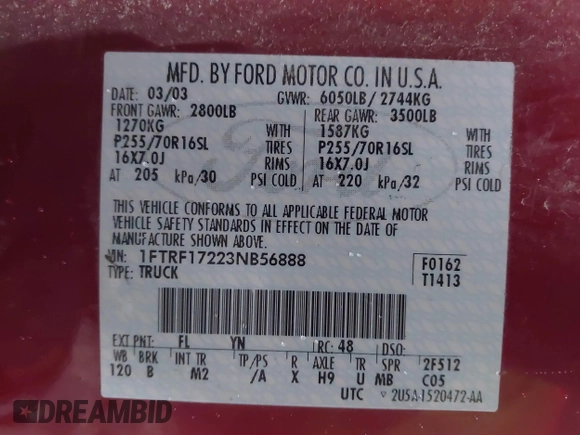 MFD. BY FORD MOTOR CO. IN U.S.A.
DATE: 03/03 GVWR: 6050LB / 2744KG
FRONT GAWR: 2800LB REAR GAWR: 3500LB
1270KG WITH 1587KG WITH
P255/70R16SL TIRES P255/70R16SL TIRES
16X7.0J RIMS 16X7.0J RIMS
AT 205 kPa/30 PSI COLD AT 220 kPa/32 PSI COLD
THIS VEHICLE CONFORMS TO ALL APPLICABLE FEDERAL MOTOR
VEHICLE SAFETY STANDARDS IN EFFECT ON THE DATE OF
MANUFACTURE SHOWN ABOVE.
VIN: 1FTRF17223NB56888 F0162
TYPE: TRUCK T1413
EXT PNT: FL YN RC: 48 DSO:
WB BRK INT TR TP/PS R AXLE TR SPR 2F512
120 B M2 /A X H9 U MB C05
UTC ▽ 2U5A-1520472-AA
DREAMBID
Ford